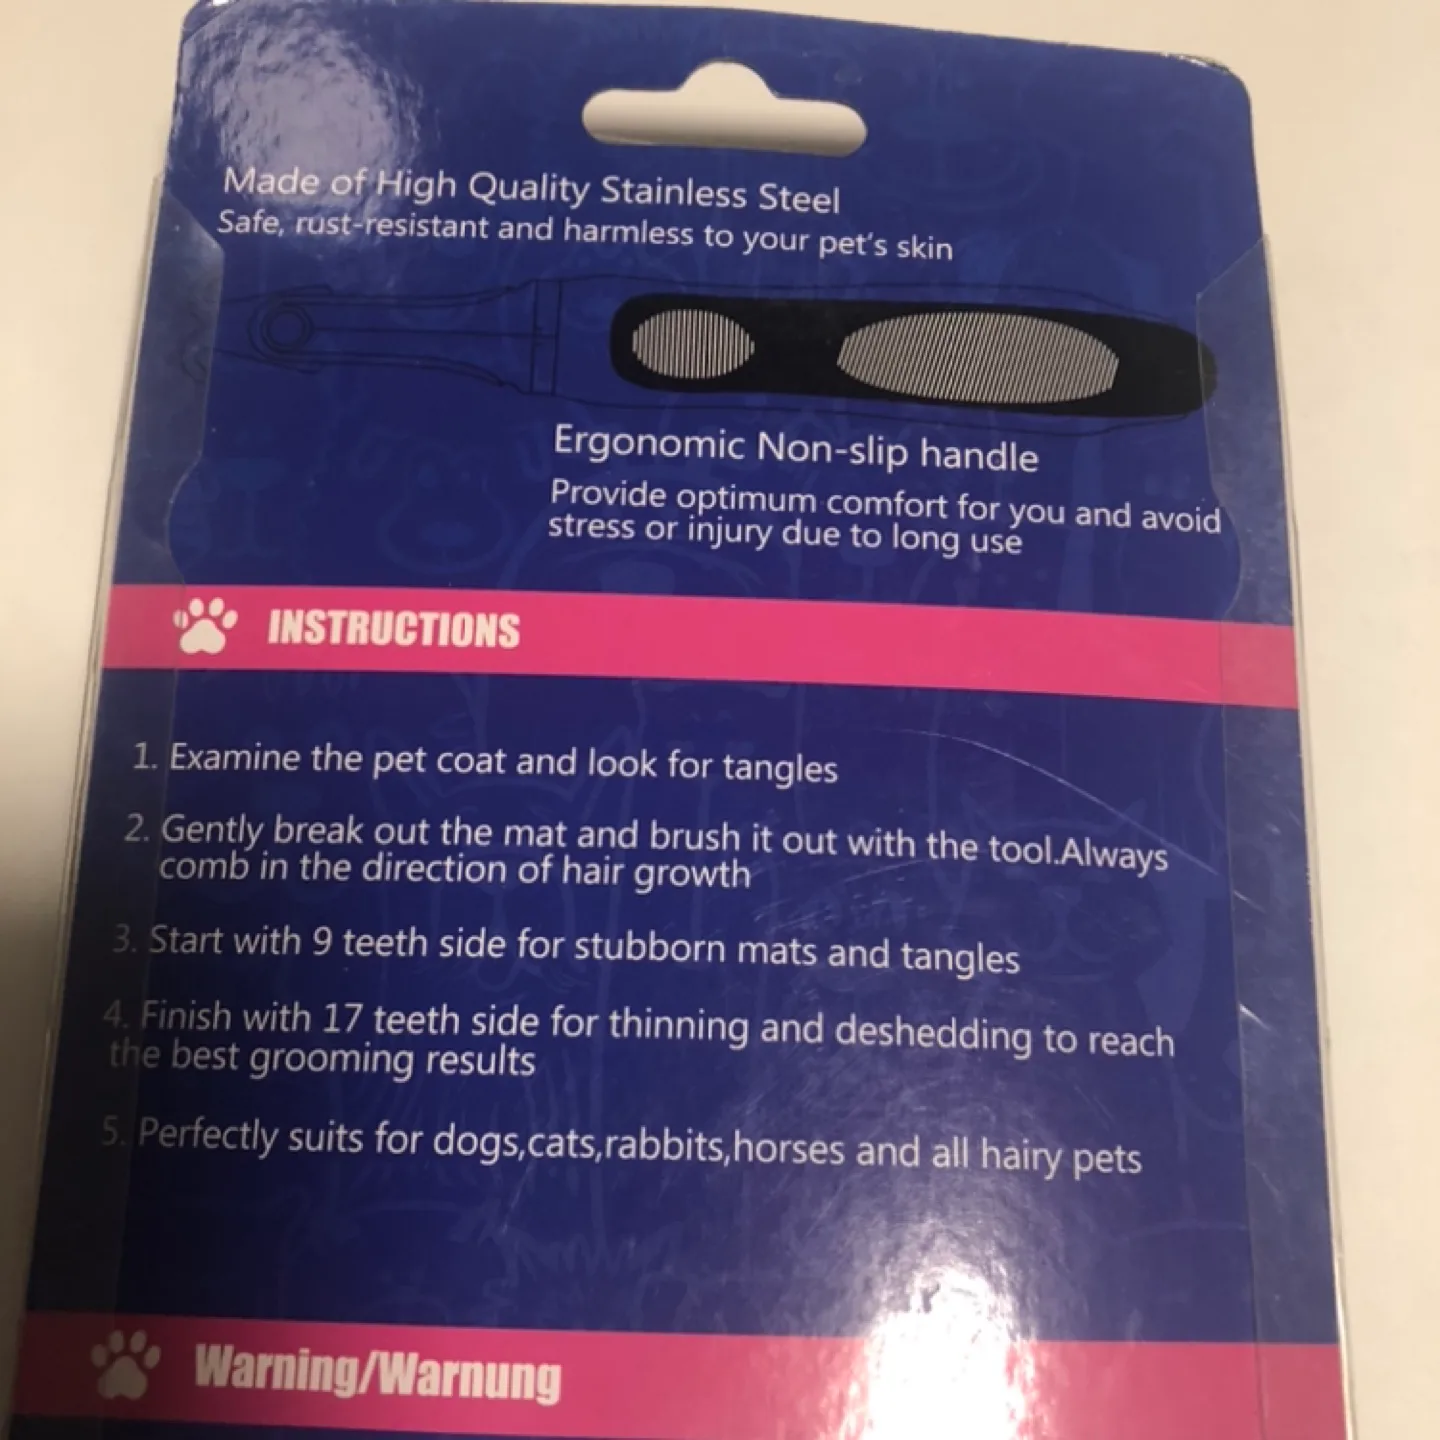 Made of High Quality Stainless Steel
Safe, rust-resistant and harmless to your pet's skin
Ergonomic Non-slip handle
Provide optimum comfort for you and avoid
stress or injury due to long use
INSTRUCTIONS
1. Examine the pet coat and look for tangles
2. Gently break out the mat and brush it out with the tool.Always
comb in the direction of hair growth
3. Start with 9 teeth side for stubborn mats and tangles
4. Finish with 17 teeth side for thinning and deshedding to reach
the best grooming results
5. Perfectly suits for dogs,cats,rabbits,horses and all hairy pets
Warning/Warnung